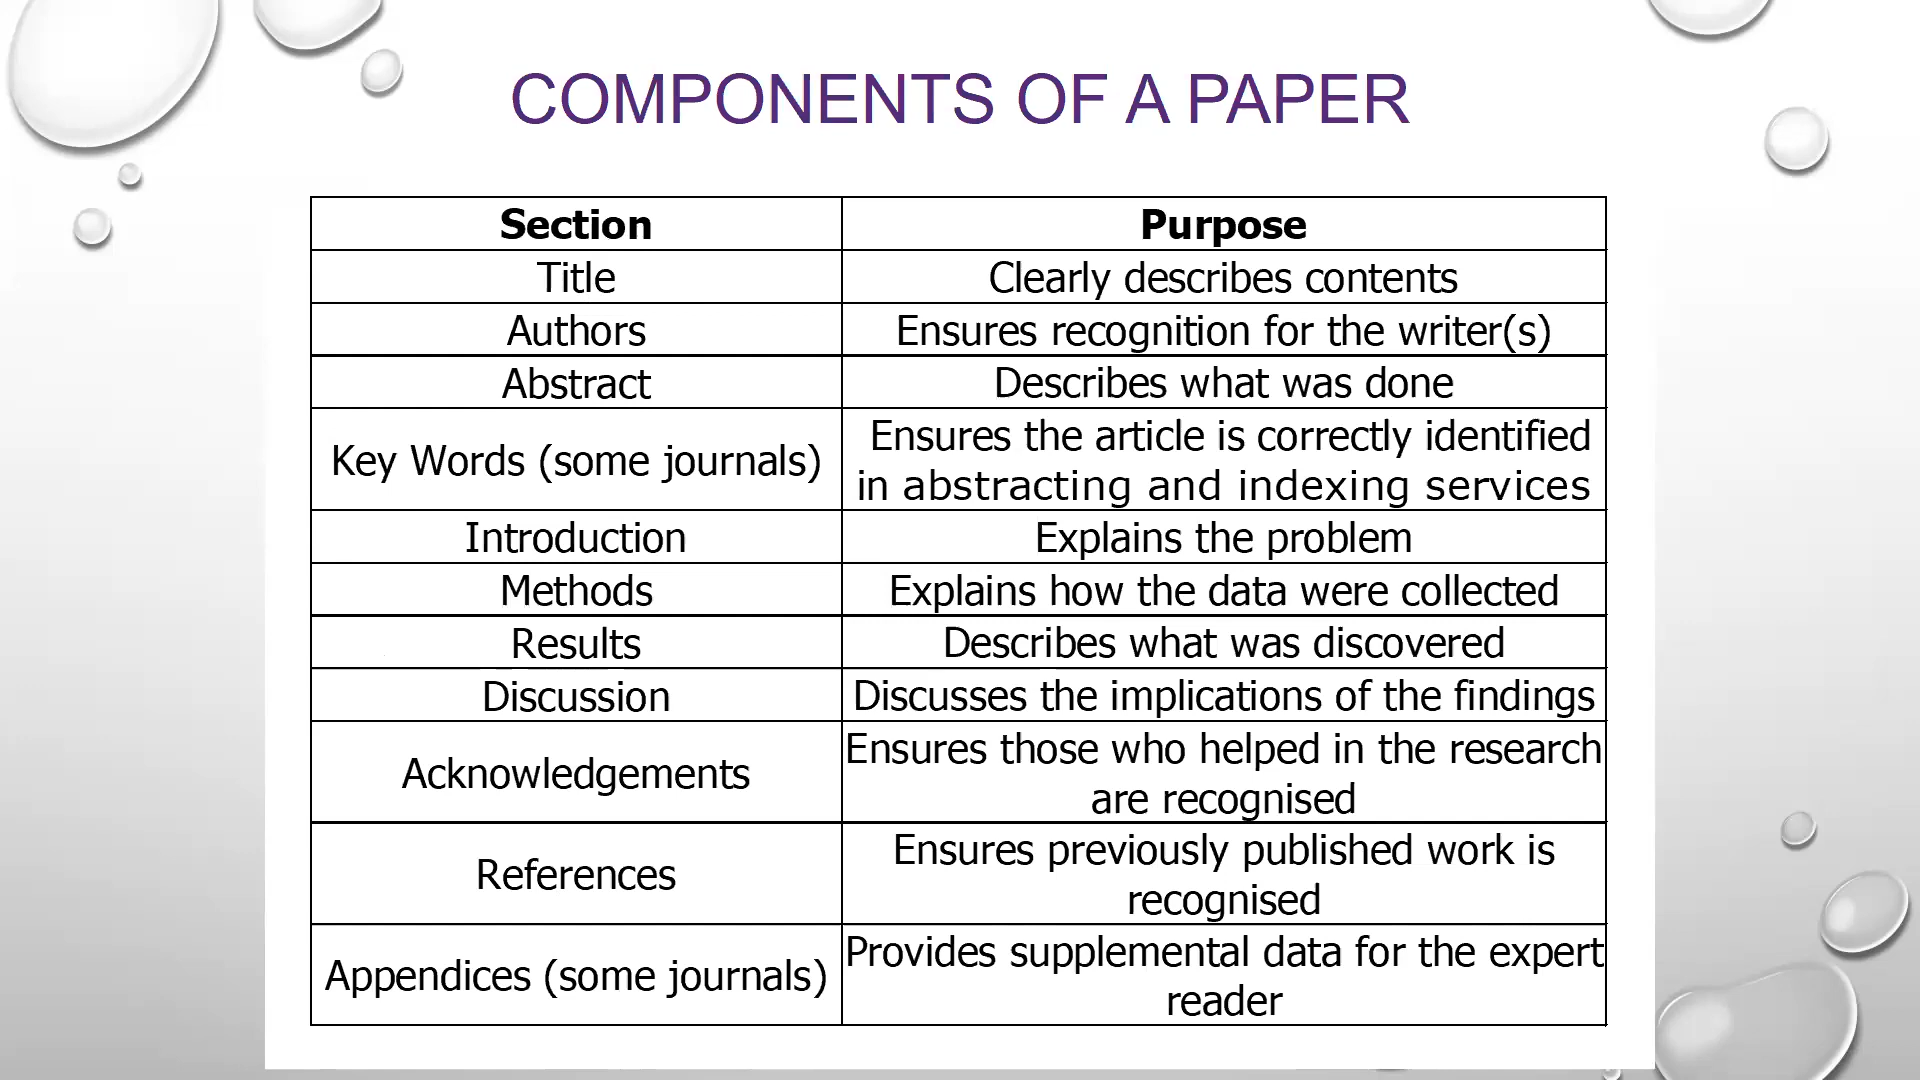 COMPONENTS OF A PAPER
Section Purpose
Title Clearly describes contents
Authors Ensures recognition for the writer(s)
Abstract Describes what was done
Key Words (some journals) Ensures the article is correctly identified
in abstracting and indexing services
Introduction Explains the problem
Methods Explains how the data were collected
Results Describes what was discovered
Discussion Discusses the implications of the findings
Acknowledgements Ensures those who helped in the research
are recognised
References Ensures previously published work is
recognised
Appendices (some journals) Provides supplemental data for the expert
reader